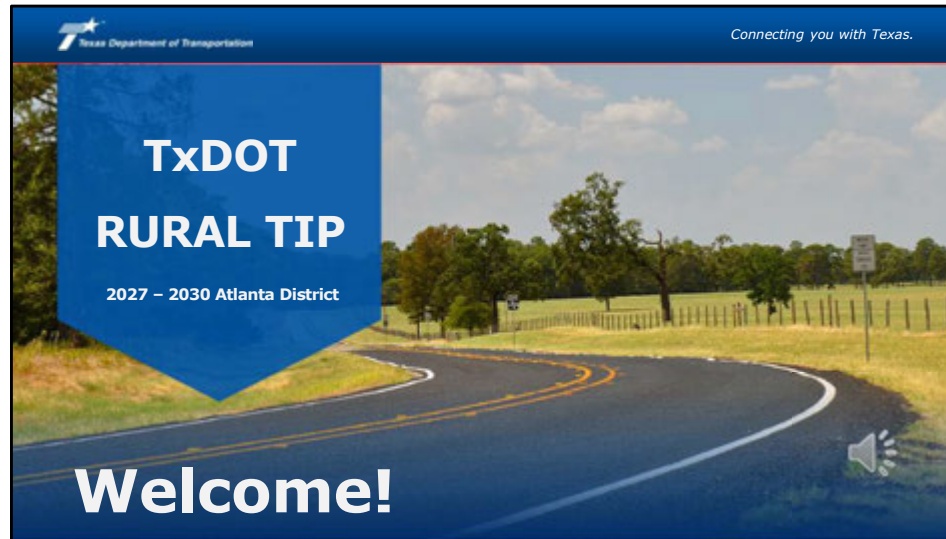 Texas Department of Transportation
Connecting you with Texas.
TxDOT
RURAL TIP
2027 – 2030 Atlanta District
Welcome!